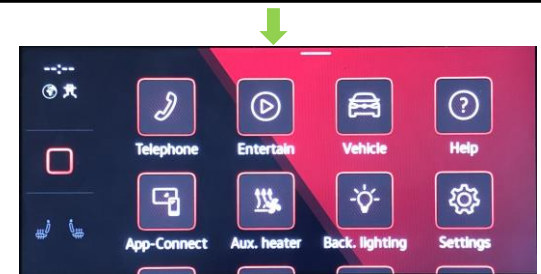 --:--
Telephone Entertain Vehicle Help
App-Connect Aux. heater Back. lighting Settings